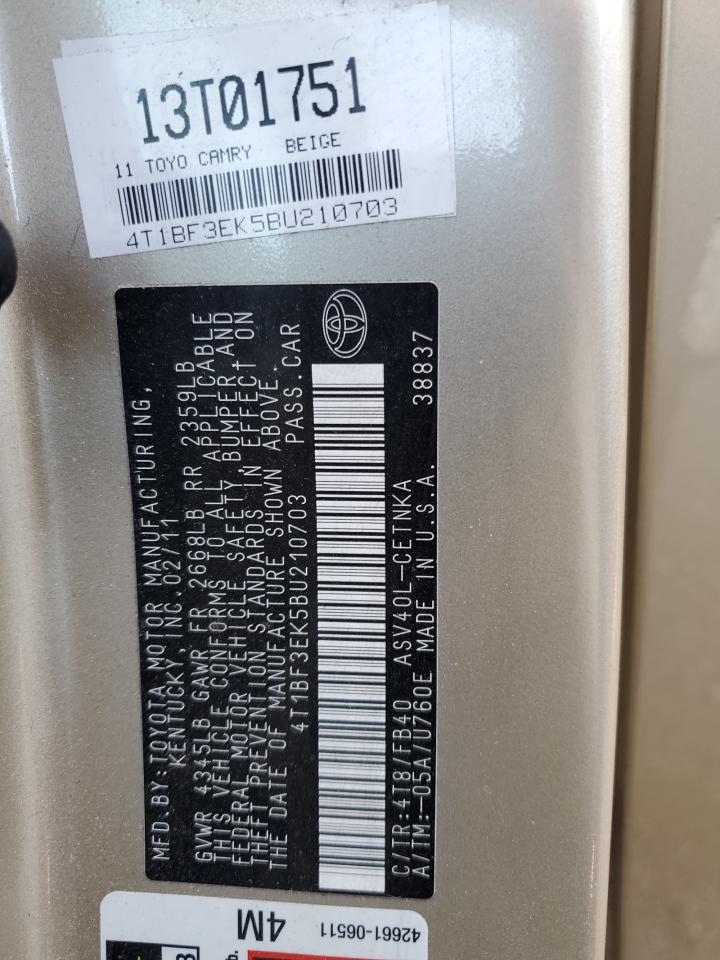 13T01751
11 TOYO CAMRY BEIGE
4T1BF3EK5BU210703
MFD.BY:TOYOTA MOTOR MANUFACTURING,
KENTUCKY, INC.02/11
GVWR 4345LB GAWR FR 2668LB RR 2359LB
THIS VEHICLE CONFORMS TO ALL APPLICABLE
FEDERAL MOTOR VEHICLE SAFETY,BUMPER,AND
THEFT PREVENTION STANDARDS IN EFFECT ON
THE DATE OF MANUFACTURE SHOWN ABOVE.
4T1BF3EK5BU210703 PASS.CAR
C/TR:4T8/FB40 ASV40L-CETNKA
A/TM:-05A/U760E MADE IN U.S.A. 38837
4M
42661-06511